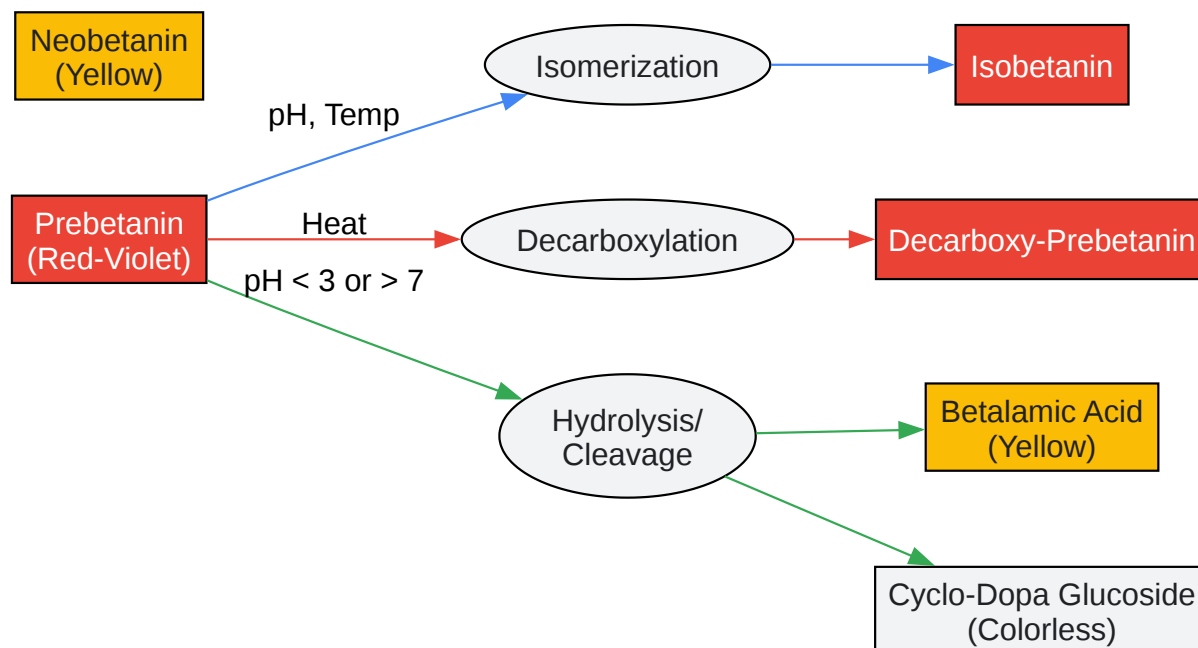 Neobetanin
(Yellow)
Isomerization
Isobetanin
pH, Temp
Prebetanin
(Red-Violet)
Heat
Decarboxylation
Decarboxy-Prebetanin
pH < 3 or > 7
Hydrolysis/
Cleavage
Betalamic Acid
(Yellow)
Cyclo-Dopa Glucoside
(Colorless)